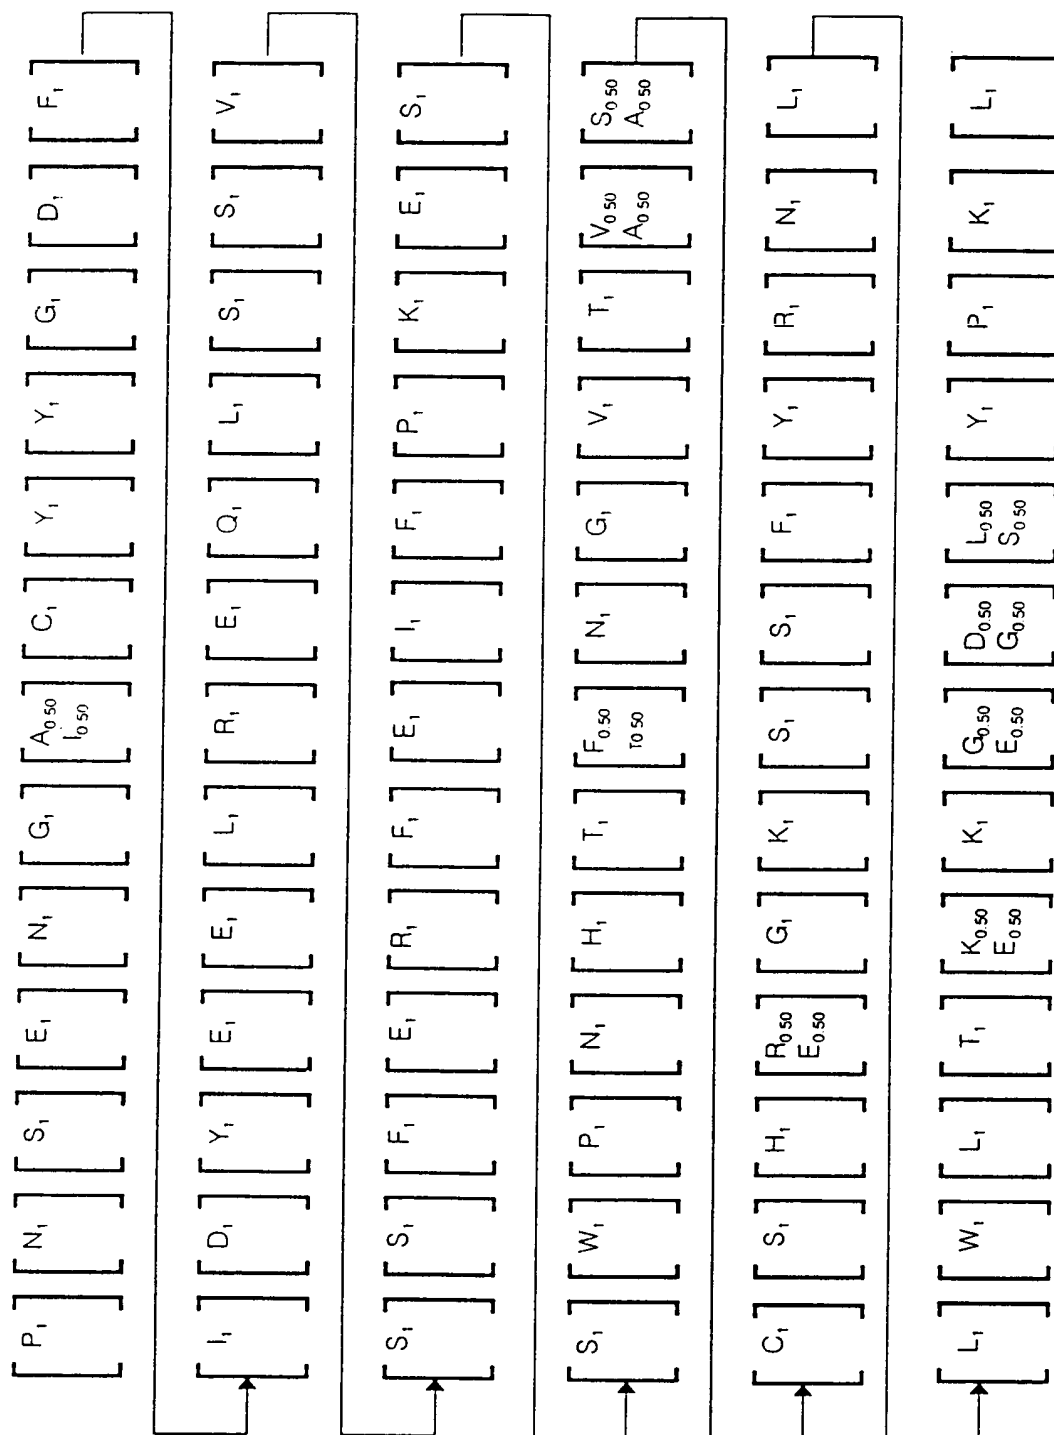 [P₁] [N₁] [S₁] [E₁] [N₁] [G₁] [A₀.₅₀ I₀.₅₀] [C₁] [Y₁] [Y₁] [G₁] [D₁] [F₁]
[I₁] [D₁] [Y₁] [E₁] [E₁] [L₁] [R₁] [E₁] [Q₁] [L₁] [S₁] [S₁] [V₁]
[S₁] [S₁] [F₁] [E₁] [R₁] [F₁] [E₁] [I₁] [F₁] [P₁] [K₁] [E₁] [S₁]
[S₁] [W₁] [P₁] [N₁] [H₁] [T₁] [F₀.₅₀ T₀.₅₀] [N₁] [G₁] [V₁] [T₁] [V₀.₅₀ A₀.₅₀] [S₀.₅₀ A₀.₅₀]
[C₁] [S₁] [H₁] [R₀.₅₀ E₀.₅₀] [G₁] [K₁] [S₁] [S₁] [F₁] [Y₁] [R₁] [N₁] [L₁]
[L₁] [W₁] [L₁] [T₁] [K₀.₅₀ E₀.₅₀] [K₁] [G₀.₅₀ E₀.₅₀] [D₀.₅₀ G₀.₅₀] [L₀.₅₀ S₀.₅₀] [Y₁] [P₁] [K₁] [L₁]